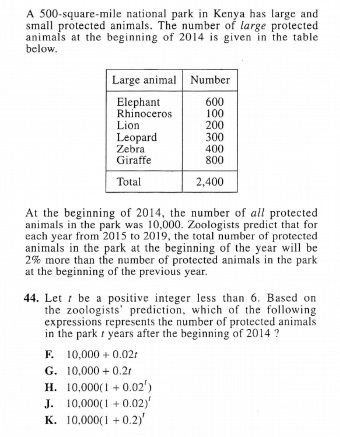 A 500-square-mile national park in Kenya has large and
small protected animals. The number of large protected
animals at the beginning of 2014 is given in the table
below.
Large animal Number
Elephant 600
Rhinoceros 100
Lion 200
Leopard 300
Zebra 400
Giraffe 800
Total 2,400
At the beginning of 2014, the number of all protected
animals in the park was 10,000. Zoologists predict that for
each year from 2015 to 2019, the total number of protected
animals in the park at the beginning of the year will be
2% more than the number of protected animals in the park
at the beginning of the previous year.
44. Let t be a positive integer less than 6. Based on
the zoologists' prediction, which of the following
expressions represents the number of protected animals
in the park t years after the beginning of 2014 ?
F. 10,000 + 0.02t
G. 10,000 + 0.2t
H. 10,000(1 + 0.02ᵗ)
J. 10,000(1 + 0.02)ᵗ
K. 10,000(1 + 0.2)ᵗ